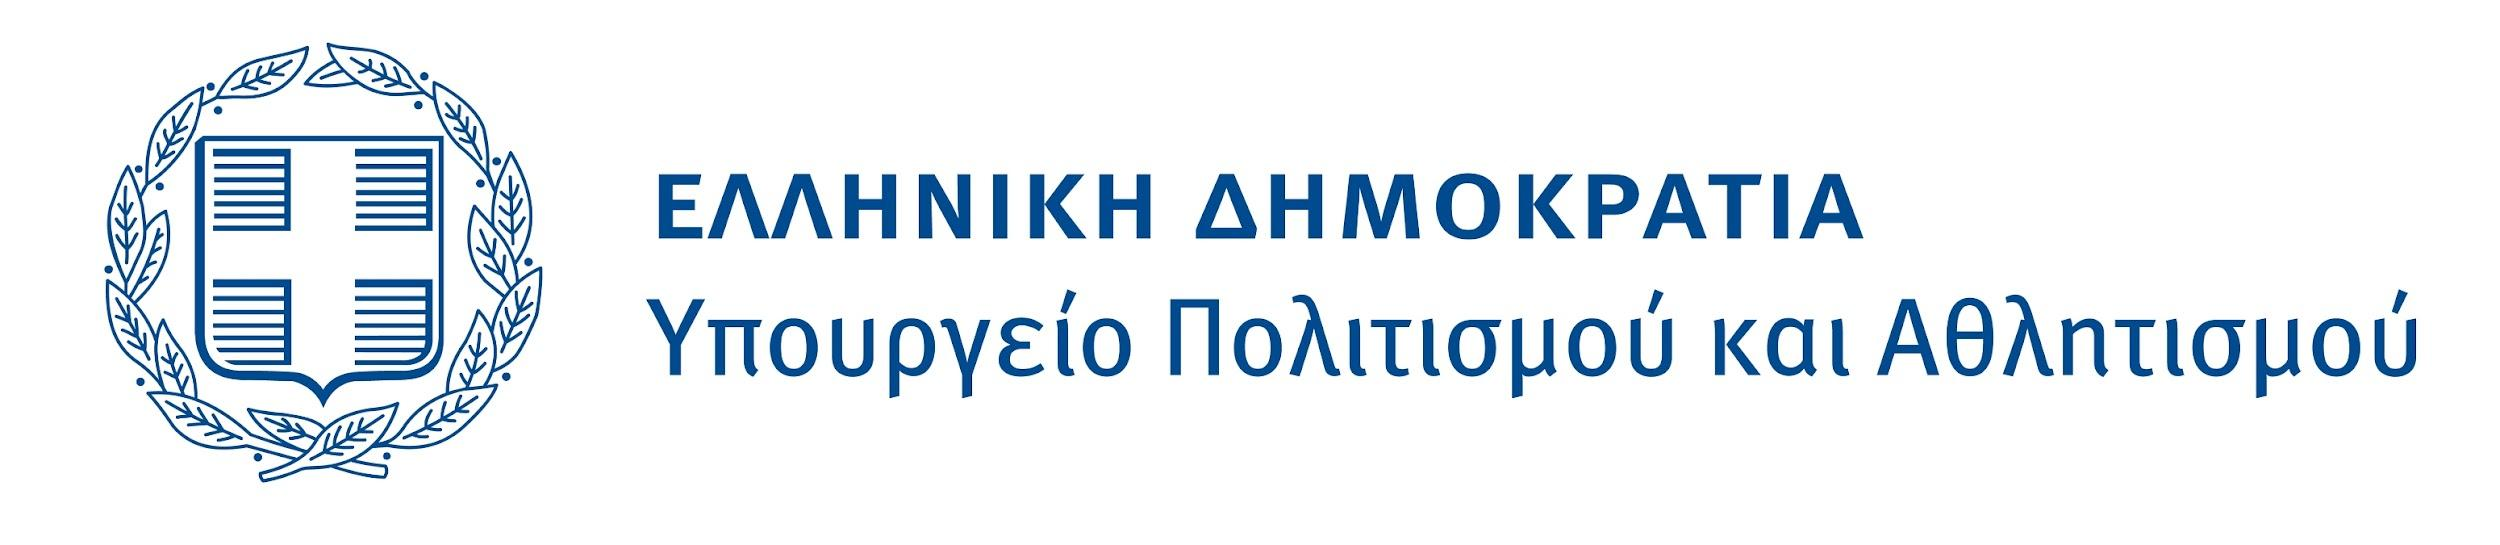 ΕΛΛΗΝΙΚΗ ΔΗΜΟΚΡΑΤΙΑ
Υπουργείο Πολιτισμού και Αθλητισμού